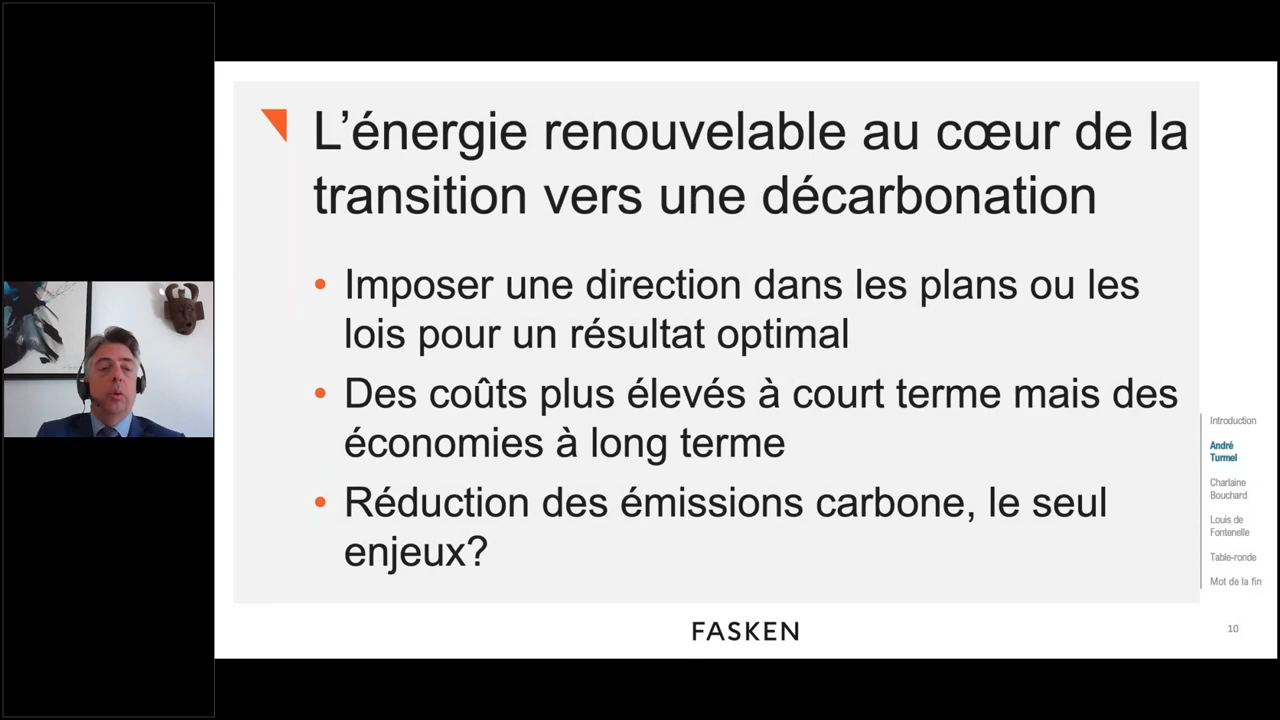 L’énergie renouvelable au cœur de la
transition vers une décarbonation
• Imposer une direction dans les plans ou les
lois pour un résultat optimal
• Des coûts plus élevés à court terme mais des
économies à long terme
• Réduction des émissions carbone, le seul
enjeux?
Introduction
André
Turmel
Charlaine
Bouchard
Louis de
Fontenelle
Table-ronde
Mot de la fin
FASKEN
10